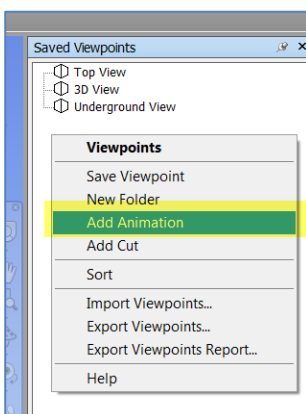 Saved Viewpoints
Top View
3D View
Underground View
Viewpoints
Save Viewpoint
New Folder
Add Animation
Add Cut
Sort
Import Viewpoints...
Export Viewpoints...
Export Viewpoints Report...
Help